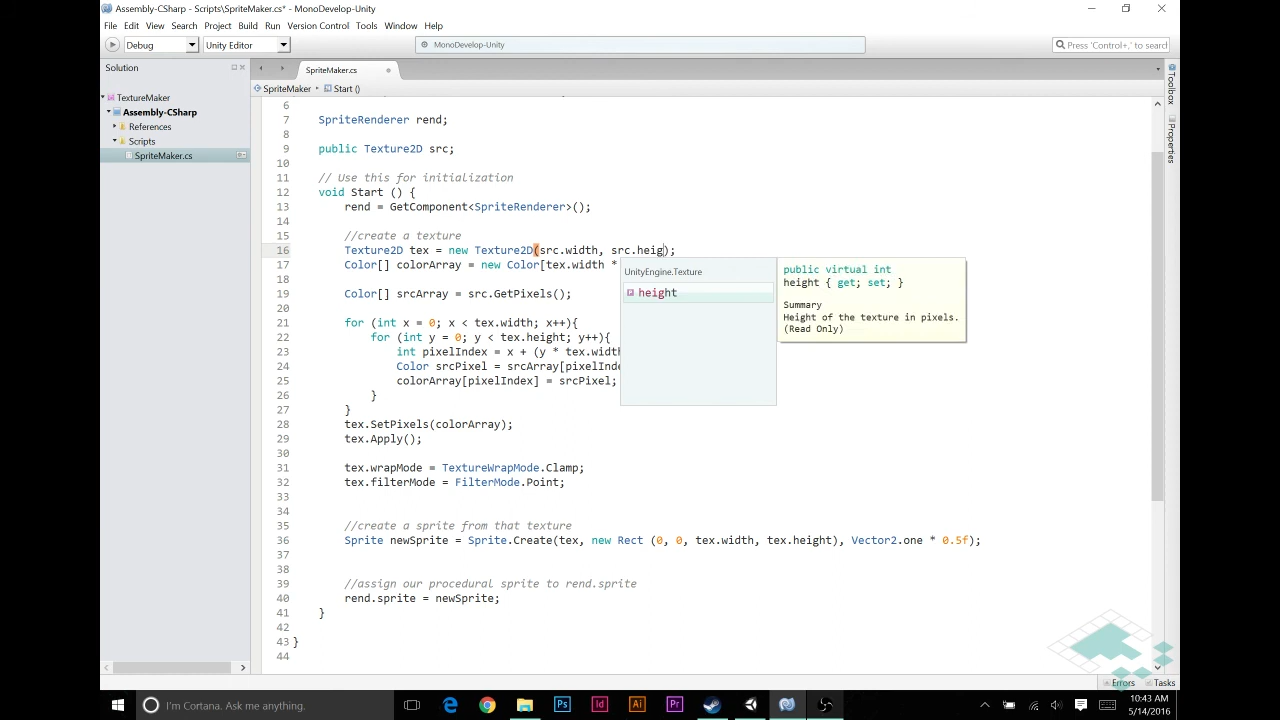 Assembly-CSharp - Scripts\SpriteMaker.cs* - MonoDevelop-Unity
File Edit View Search Project Build Run Version Control Tools Window Help
Debug Unity Editor MonoDevelop-Unity Press 'Control+,' to search
Solution
SpriteMaker.cs
SpriteMaker Start ()
TextureMaker
Assembly-CSharp
References
Scripts
SpriteMaker.cs
6
7 SpriteRenderer rend;
8
9 public Texture2D src;
10
11 // Use this for initialization
12 void Start () {
13 rend = GetComponent<SpriteRenderer>();
14
15 //create a texture
16 Texture2D tex = new Texture2D(src.width, src.heig);
17 Color[] colorArray = new Color[tex.width *
18
19 Color[] srcArray = src.GetPixels();
20
21 for (int x = 0; x < tex.width; x++){
22 for (int y = 0; y < tex.height; y++){
23 int pixelIndex = x + (y * tex.width
24 Color srcPixel = srcArray[pixelInde
25 colorArray[pixelIndex] = srcPixel;
26 }
27 }
28 tex.SetPixels(colorArray);
29 tex.Apply();
30
31 tex.wrapMode = TextureWrapMode.Clamp;
32 tex.filterMode = FilterMode.Point;
33
34
35 //create a sprite from that texture
36 Sprite newSprite = Sprite.Create(tex, new Rect (0, 0, tex.width, tex.height), Vector2.one * 0.5f);
37
38
39 //assign our procedural sprite to rend.sprite
40 rend.sprite = newSprite;
41 }
42
43 }
44
UnityEngine.Texture
height
public virtual int
height { get; set; }
Summary
Height of the texture in pixels.
(Read Only)
Toolbox
Properties
Errors Tasks
I'm Cortana. Ask me anything.
10:43 AM
5/14/2016